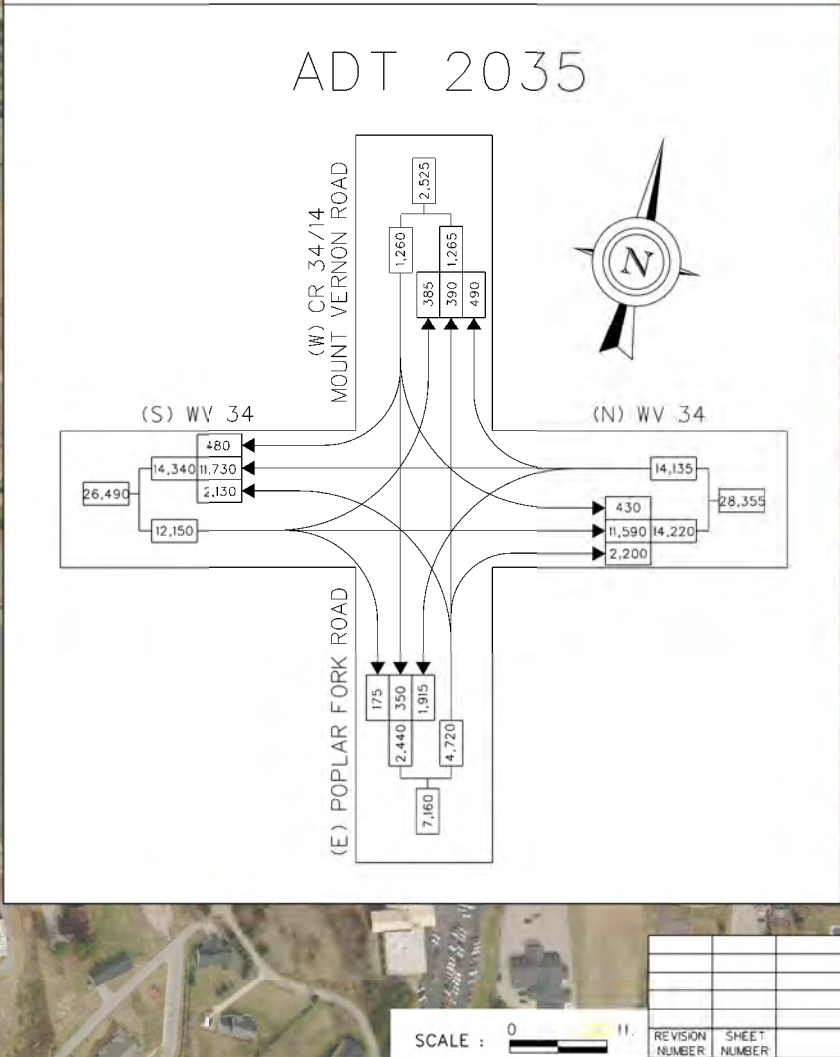 ADT 2035
(W) CR 34/14
MOUNT VERNON ROAD
2,525
1,260
1,265
385
390
490
N
(S) WV 34
480
14,340
11,730
2,130
26,490
12,150
(N) WV 34
14,135
28,355
430
11,590
14,220
2,200
(E) POPLAR FORK ROAD
175
350
1,915
2,440
4,720
7,160
SCALE :
0
REVISION NUMBER
SHEET NUMBER